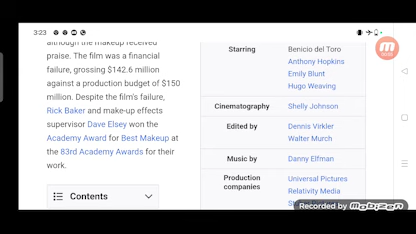 3:23
although the makeup received
praise. The film was a financial
failure, grossing $142.6 million
against a production budget of $150
million. Despite the film's failure,
Rick Baker and make-up effects
supervisor Dave Elsey won the
Academy Award for Best Makeup at
the 83rd Academy Awards for their
work.
Contents
Starring
Benicio del Toro
Anthony Hopkins
Emily Blunt
Hugo Weaving
Cinematography
Shelly Johnson
Edited by
Dennis Virkler
Walter Murch
Music by
Danny Elfman
Production
companies
Universal Pictures
Relativity Media
Recorded by Mobizen